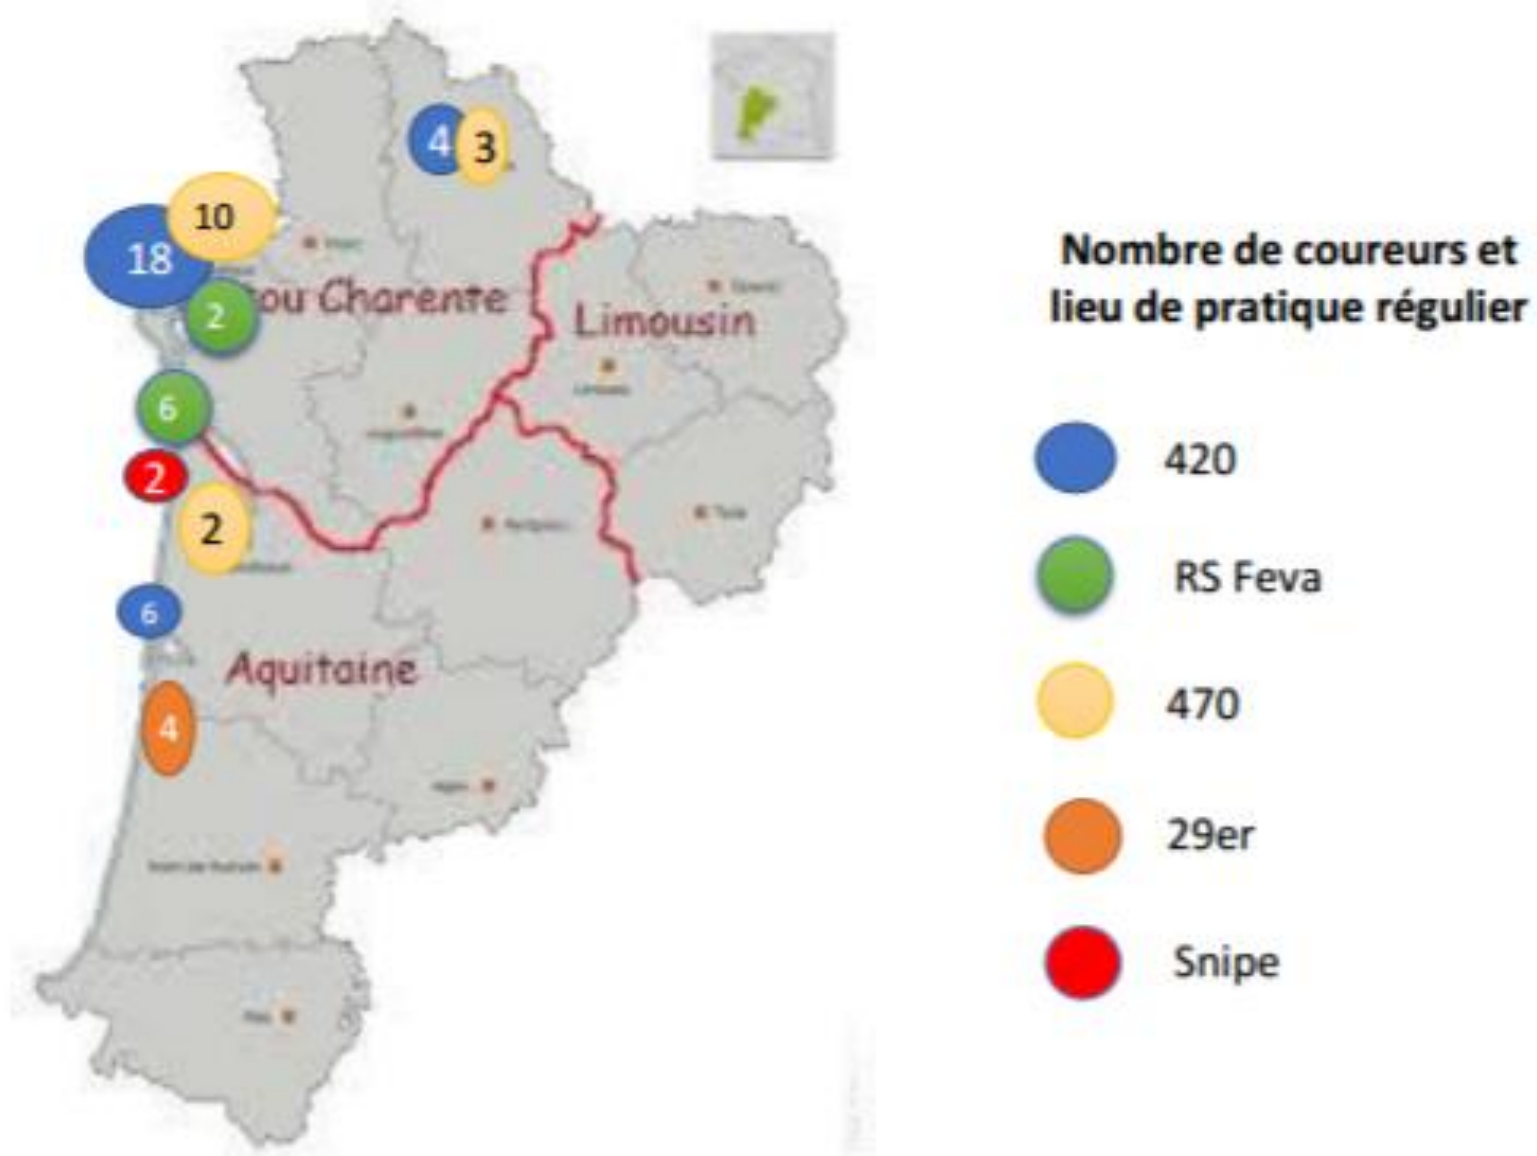 4
3
10
18
2
ou Charente
Limousin
6
2
2
6
Aquitaine
4
Nombre de coureurs et
lieu de pratique régulier
420
RS Feva
470
29er
Snipe